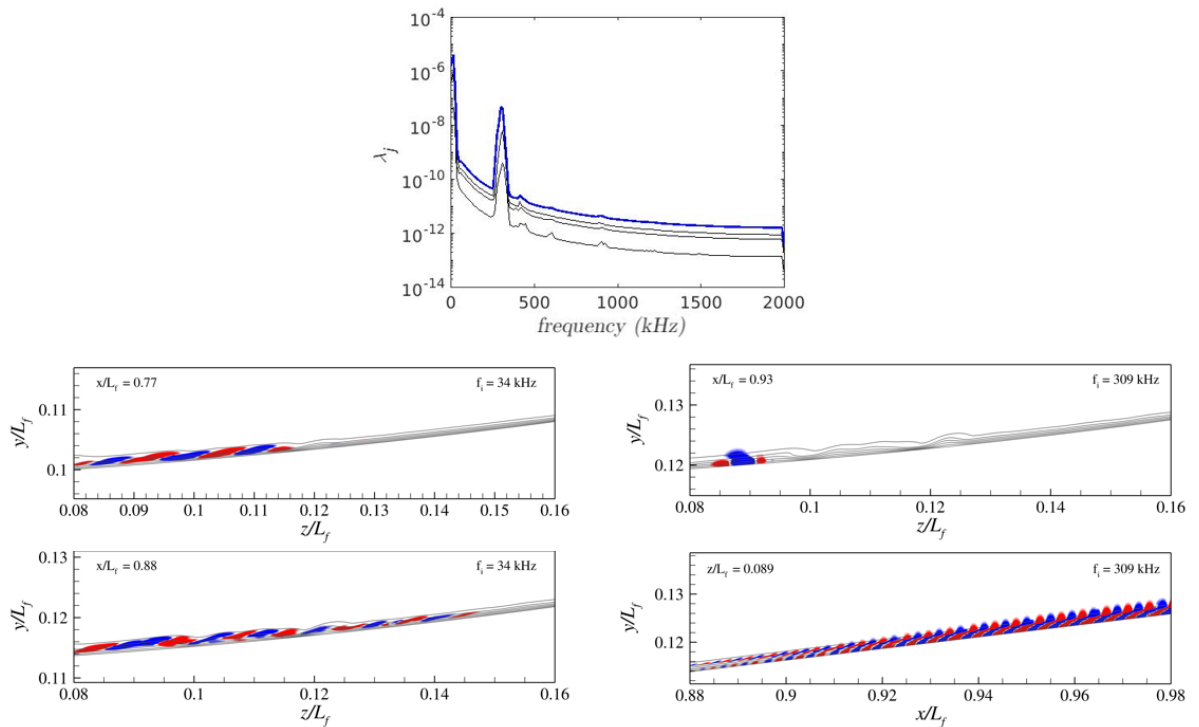 10^-4
10^-6
10^-8
10^-10
10^-12
10^-14
λ_j
0 500 1000 1500 2000
frequency (kHz)
x/L_f = 0.77 f_i = 34 kHz
0.11
0.1
y/L_f
0.08 0.09 0.1 0.11 0.12 0.13 0.14 0.15 0.16
z/L_f
x/L_f = 0.93 f_i = 309 kHz
0.13
0.12
y/L_f
0.08 0.1 0.12 0.14 0.16
z/L_f
0.13
x/L_f = 0.88 f_i = 34 kHz
0.12
0.11
y/L_f
0.08 0.1 0.12 0.14 0.16
z/L_f
z/L_f = 0.089 f_i = 309 kHz
0.13
0.12
y/L_f
0.88 0.9 0.92 0.94 0.96 0.98
x/L_f